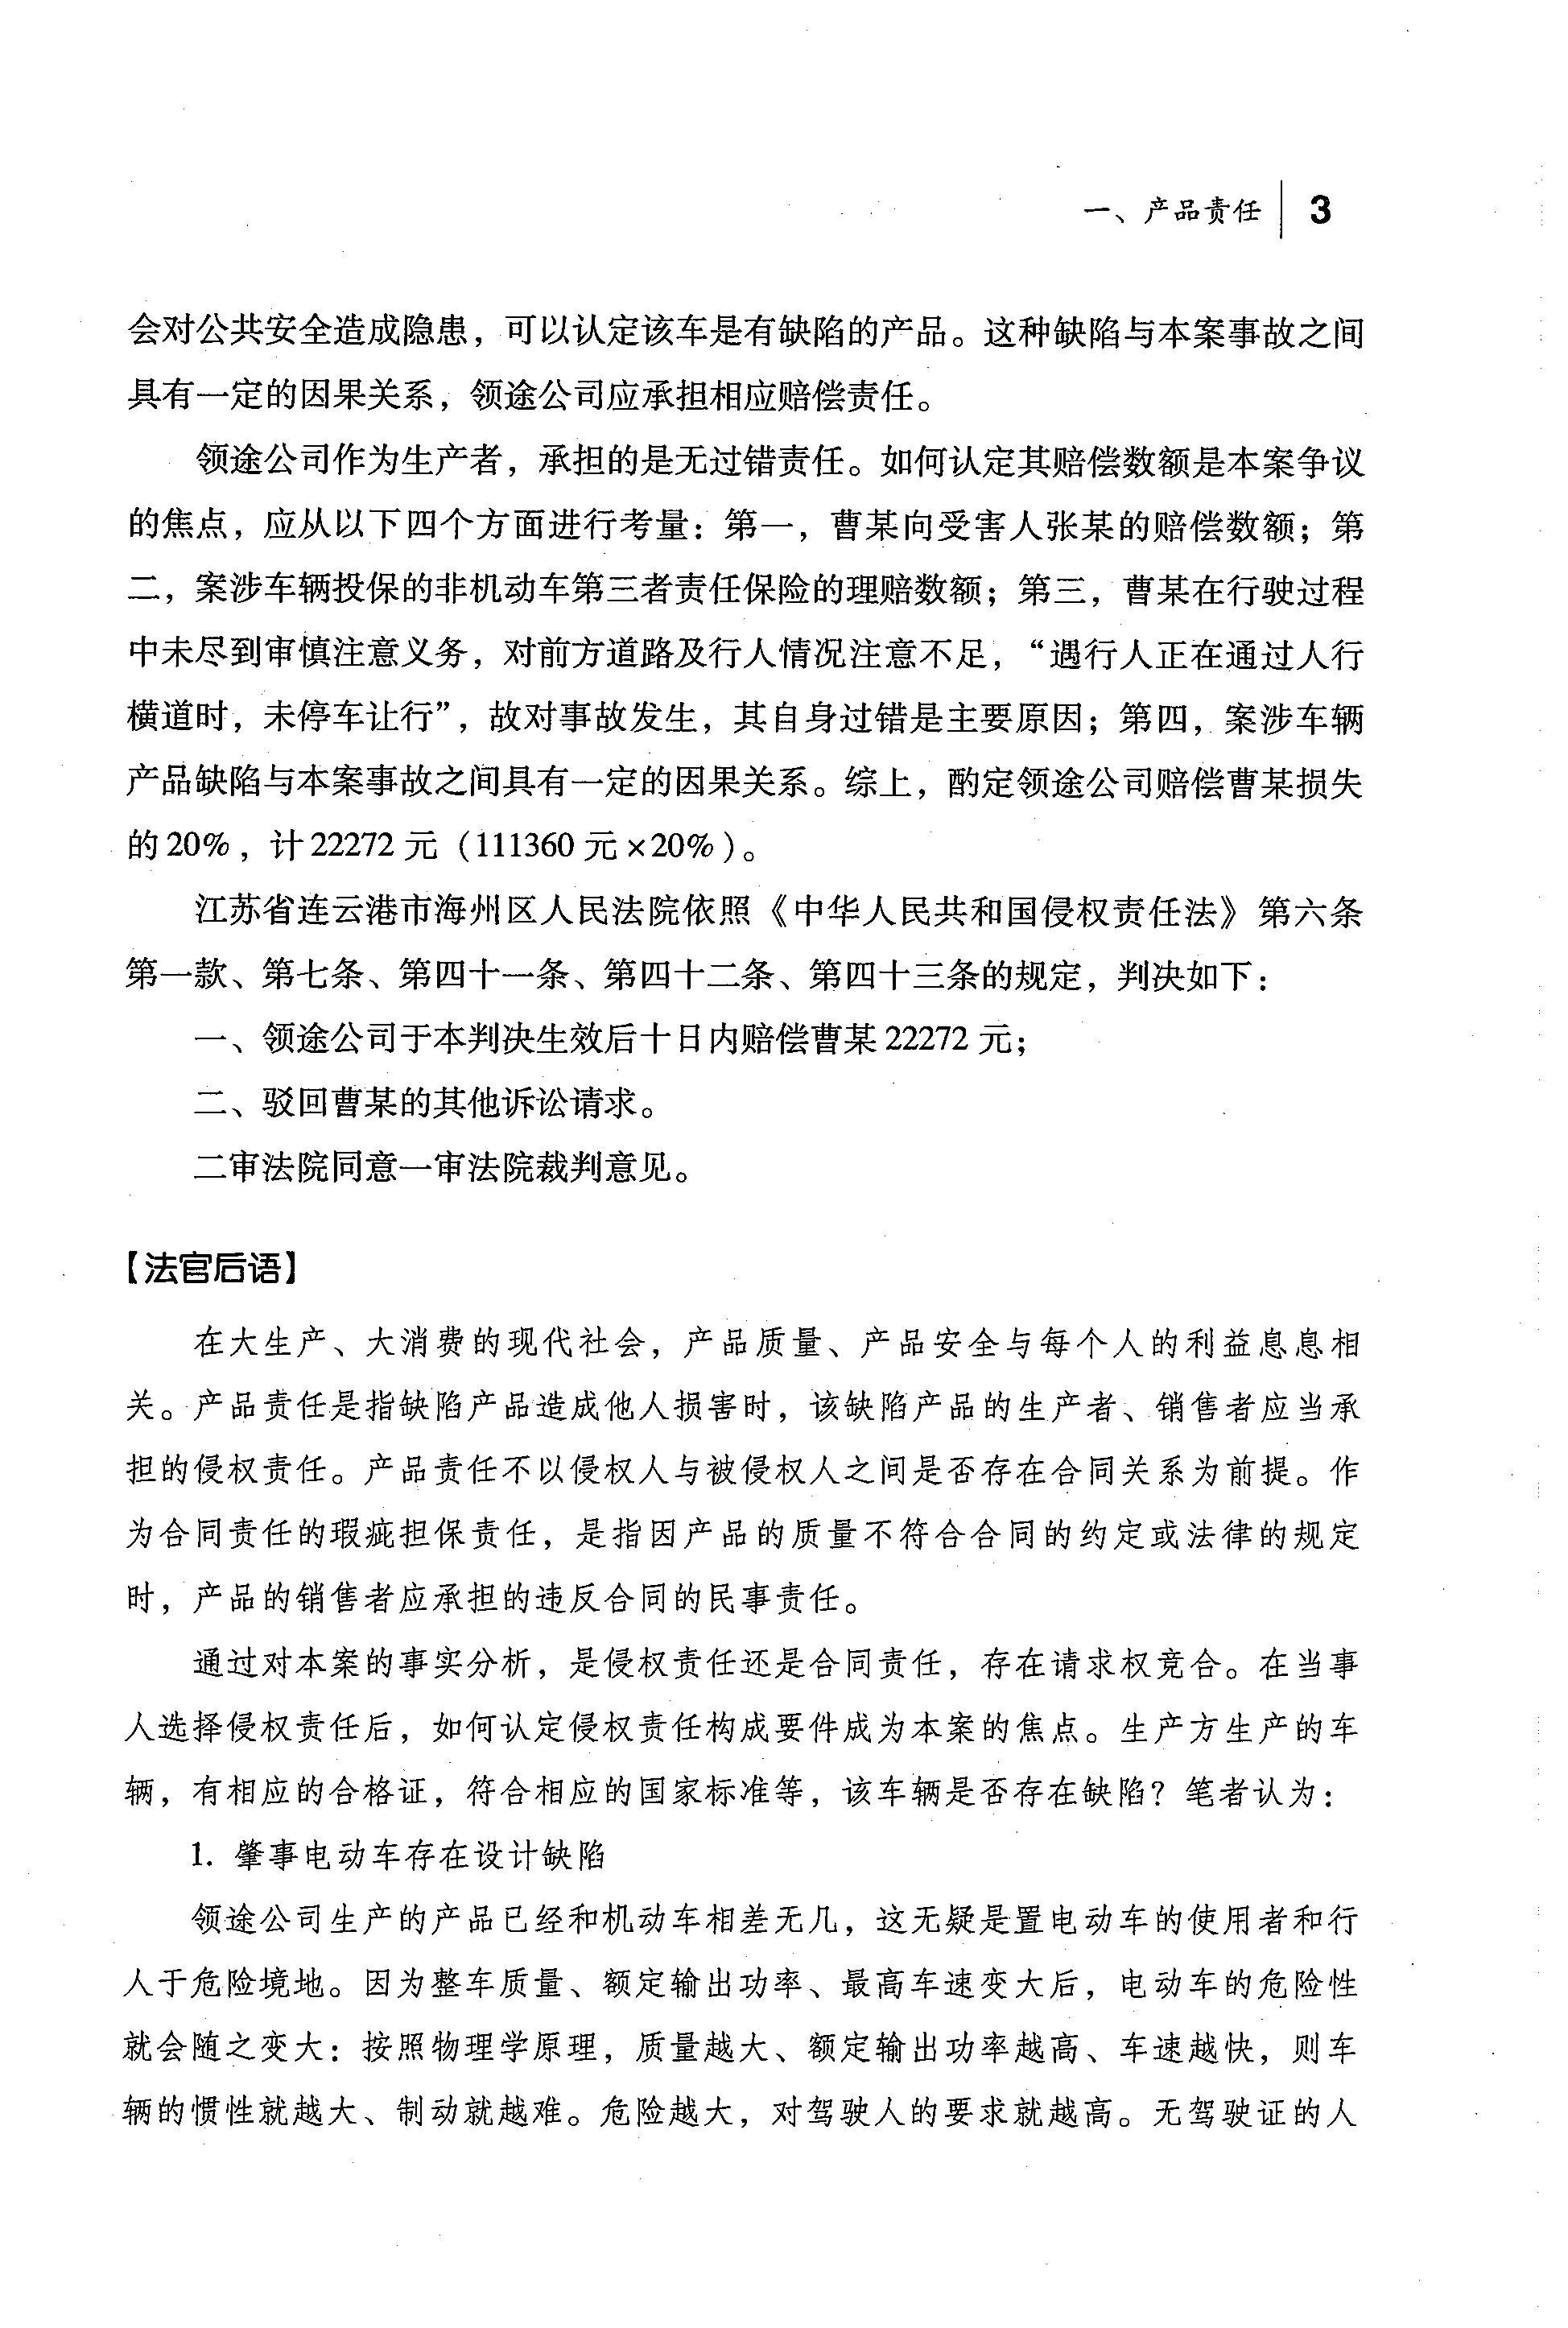 一、产品责任 3
会对公共安全造成隐患，可以认定该车是有缺陷的产品。这种缺陷与本案事故之间
具有一定的因果关系，领途公司应承担相应赔偿责任。
领途公司作为生产者，承担的是无过错责任。如何认定其赔偿数额是本案争议
的焦点，应从以下四个方面进行考量：第一，曹某向受害人张某的赔偿数额；第
二，案涉车辆投保的非机动车第三者责任保险的理赔数额；第三，曹某在行驶过程
中未尽到审慎注意义务，对前方道路及行人情况注意不足，“遇行人正在通过人行
横道时，未停车让行”，故对事故发生，其自身过错是主要原因；第四，案涉车辆
产品缺陷与本案事故之间具有一定的因果关系。综上，酌定领途公司赔偿曹某损失
的20%，计22272元（111360元×20%）。
江苏省连云港市海州区人民法院依照《中华人民共和国侵权责任法》第六条
第一款、第七条、第四十一条、第四十二条、第四十三条的规定，判决如下：
一、领途公司于本判决生效后十日内赔偿曹某22272元；
二、驳回曹某的其他诉讼请求。
二审法院同意一审法院裁判意见。
【法官后语】
在大生产、大消费的现代社会，产品质量、产品安全与每个人的利益息息相
关。产品责任是指缺陷产品造成他人损害时，该缺陷产品的生产者、销售者应当承
担的侵权责任。产品责任不以侵权人与被侵权人之间是否存在合同关系为前提。作
为合同责任的瑕疵担保责任，是指因产品的质量不符合合同的约定或法律的规定
时，产品的销售者应承担的违反合同的民事责任。
通过对本案的事实分析，是侵权责任还是合同责任，存在请求权竞合。在当事
人选择侵权责任后，如何认定侵权责任构成要件成为本案的焦点。生产方生产的车
辆，有相应的合格证，符合相应的国家标准等，该车辆是否存在缺陷？笔者认为：
1. 肇事电动车存在设计缺陷
领途公司生产的产品已经和机动车相差无几，这无疑是置电动车的使用者和行
人于危险境地。因为整车质量、额定输出功率、最高车速变大后，电动车的危险性
就会随之变大：按照物理学原理，质量越大、额定输出功率越高、车速越快，则车
辆的惯性就越大、制动就越难。危险越大，对驾驶人的要求就越高。无驾驶证的人